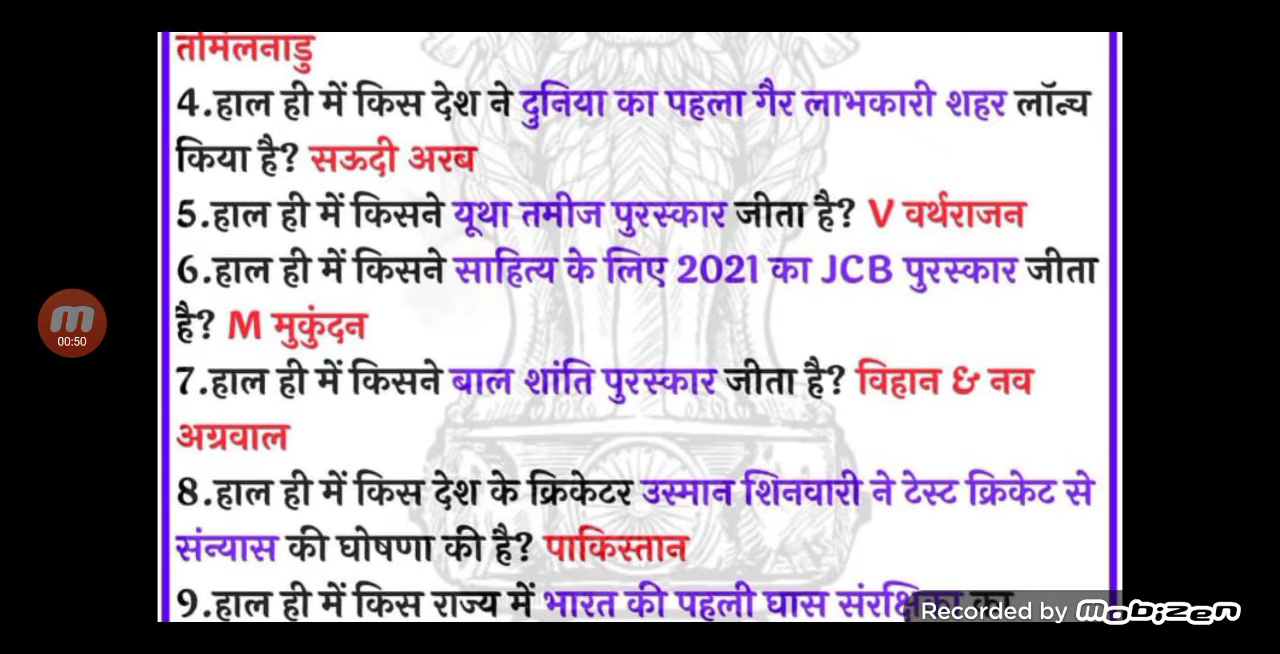 तमिलनाडु
4.हाल ही में किस देश ने दुनिया का पहला गैर लाभकारी शहर लॉन्च
किया है? सऊदी अरब
5.हाल ही में किसने यूथा तमीज पुरस्कार जीता है? V वर्थराजन
6.हाल ही में किसने साहित्य के लिए 2021 का JCB पुरस्कार जीता
है? M मुकुंदन
00:50
7.हाल ही में किसने बाल शांति पुरस्कार जीता है? विहान & नव
अग्रवाल
8.हाल ही में किस देश के क्रिकेटर उस्मान शिनवारी ने टेस्ट क्रिकेट से
संन्यास की घोषणा की है? पाकिस्तान
9.हाल ही में किस राज्य में भारत की पहली घास
Recorded by mobizen